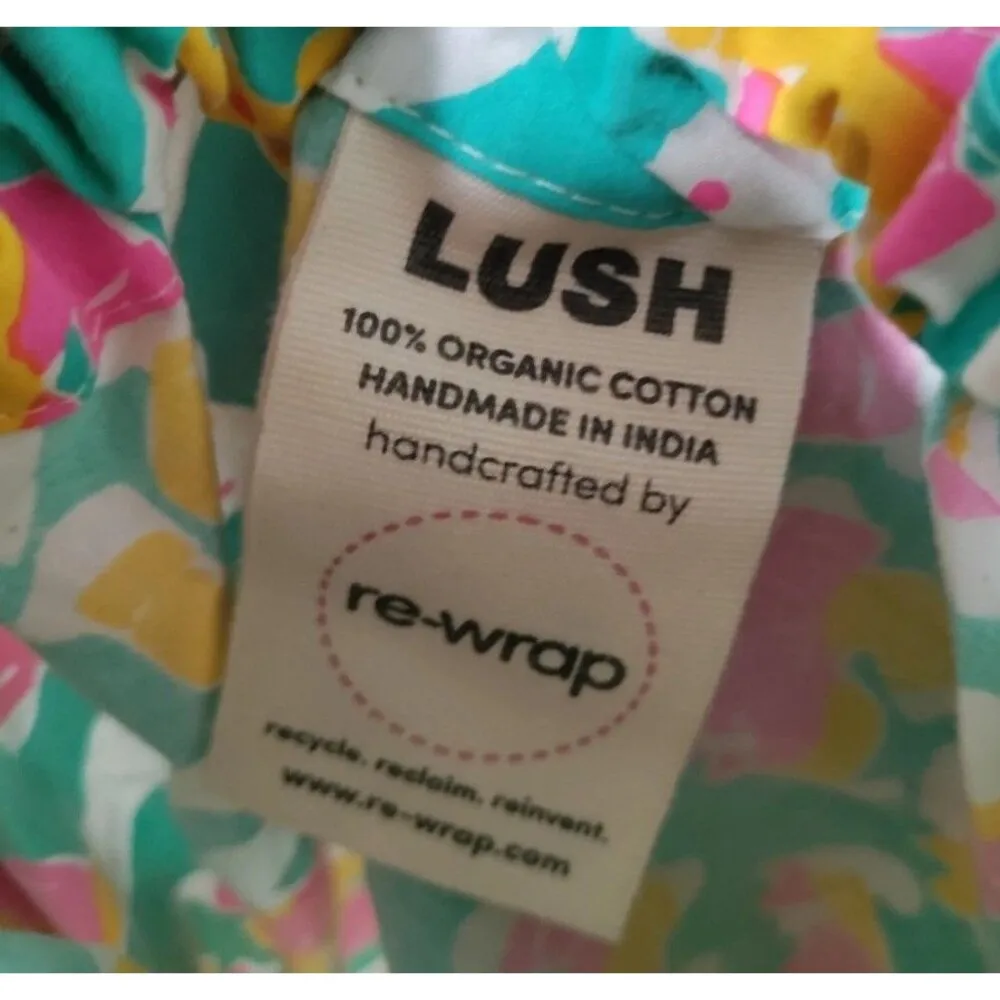 LUSH
100% ORGANIC COTTON
HANDMADE IN INDIA
handcrafted by
re-wrap
recycle. reclaim. reinvent.
www.re-wrap.com